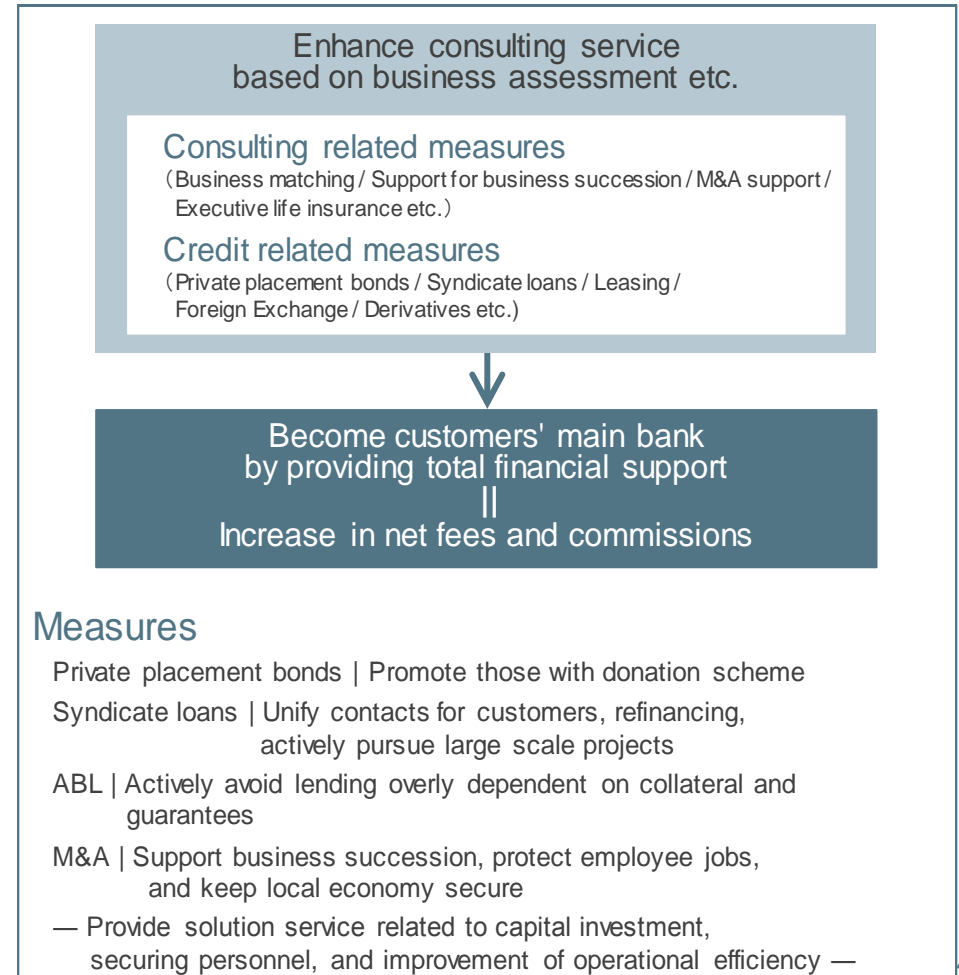 Enhance consulting service
based on business assessment etc.
Consulting related measures
（Business matching / Support for business succession / M&A support /
Executive life insurance etc.）
Credit related measures
（Private placement bonds / Syndicate loans / Leasing /
Foreign Exchange / Derivatives etc.)
Become customers' main bank
by providing total financial support
||
Increase in net fees and commissions
Measures
Private placement bonds | Promote those with donation scheme
Syndicate loans | Unify contacts for customers, refinancing,
actively pursue large scale projects
ABL | Actively avoid lending overly dependent on collateral and
guarantees
M&A | Support business succession, protect employee jobs,
and keep local economy secure
— Provide solution service related to capital investment,
securing personnel, and improvement of operational efficiency —